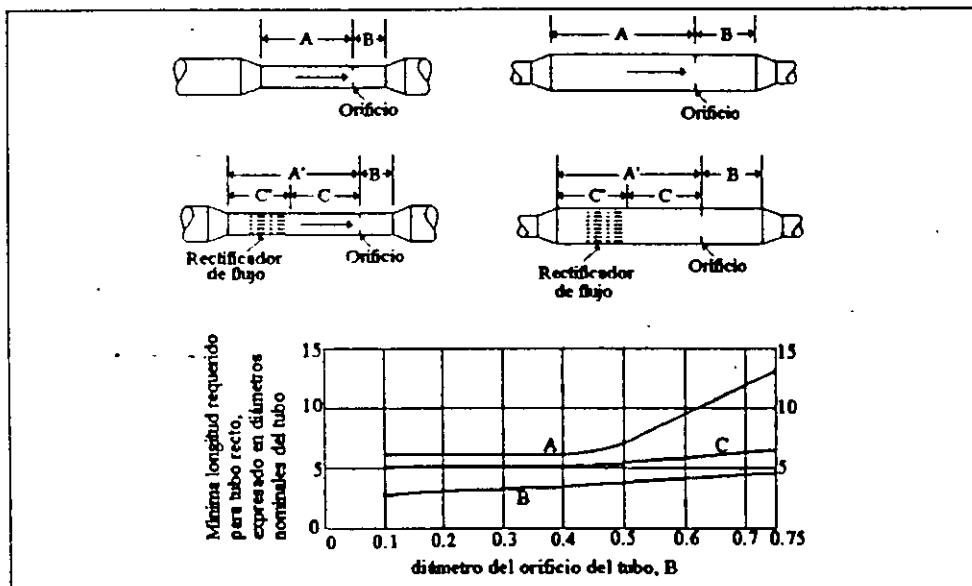 A B A B
Orificio Orificio
A' B A' B
C" C C" C
Rectificador
de flujo
Orificio
Rectificador
de flujo
Orificio
Mínima longitud requerido
para tubo recto,
expresado en diámetros
nominales del tubo
15 15
10 10
5 5
0
A
C
B
0 0.1 0.2 0.3 0.4 0.5 0.6 0.7 0.75
diámetro del orificio del tubo, B